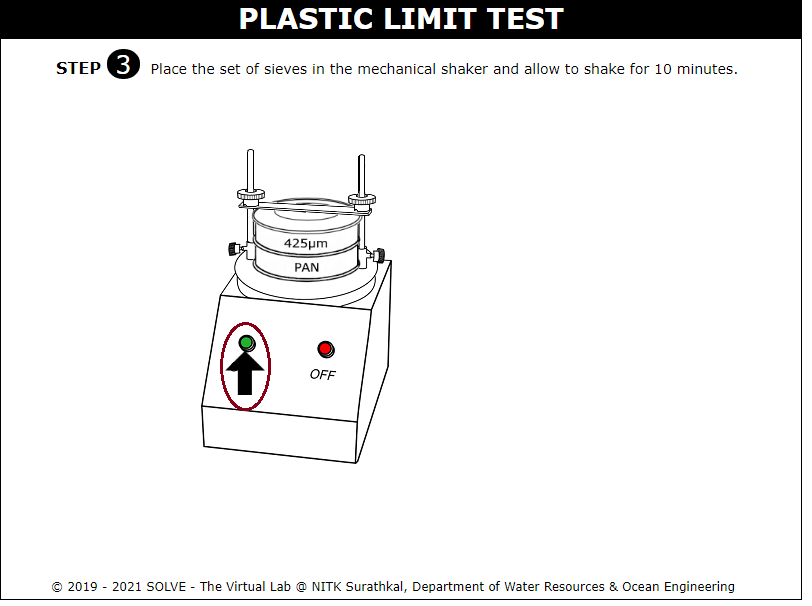 PLASTIC LIMIT TEST
STEP 3 Place the set of sieves in the mechanical shaker and allow to shake for 10 minutes.
425μm
PAN
OFF
© 2019 - 2021 SOLVE - The Virtual Lab @ NITK Surathkal, Department of Water Resources & Ocean Engineering